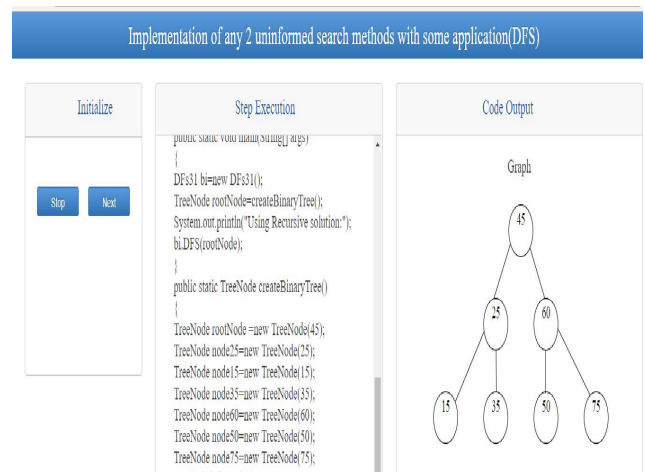 Implementation of any 2 uninformed search methods with some application(DFS)
Initialize
Stop
Next
Step Execution
public static void main(String[] args)
{
DFs31 bi=new DFs31();
TreeNode rootNode=createBinaryTree();
System.out.println("Using Recursive solution:");
bi.DFS(rootNode);
}
public static TreeNode createBinaryTree()
{
TreeNode rootNode =new TreeNode(45);
TreeNode node25=new TreeNode(25);
TreeNode node15=new TreeNode(15);
TreeNode node35=new TreeNode(35);
TreeNode node60=new TreeNode(60);
TreeNode node50=new TreeNode(50);
TreeNode node75=new TreeNode(75);
Code Output
Graph
45
25 60
15 35 50 75